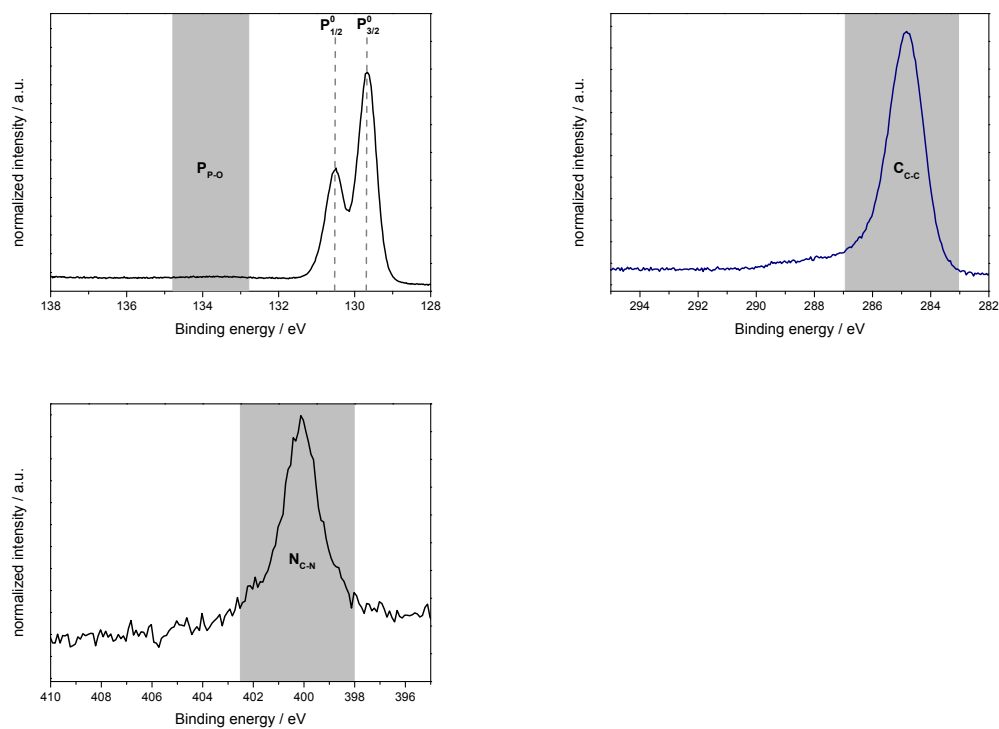 P⁰₁/₂ P⁰₃/₂
normalized intensity / a.u.
P_P-O
138 136 134 132 130 128
Binding energy / eV
normalized intensity / a.u.
C_C-C
294 292 290 288 286 284 282
Binding energy / eV
normalized intensity / a.u.
N_C-N
410 408 406 404 402 400 398 396
Binding energy / eV